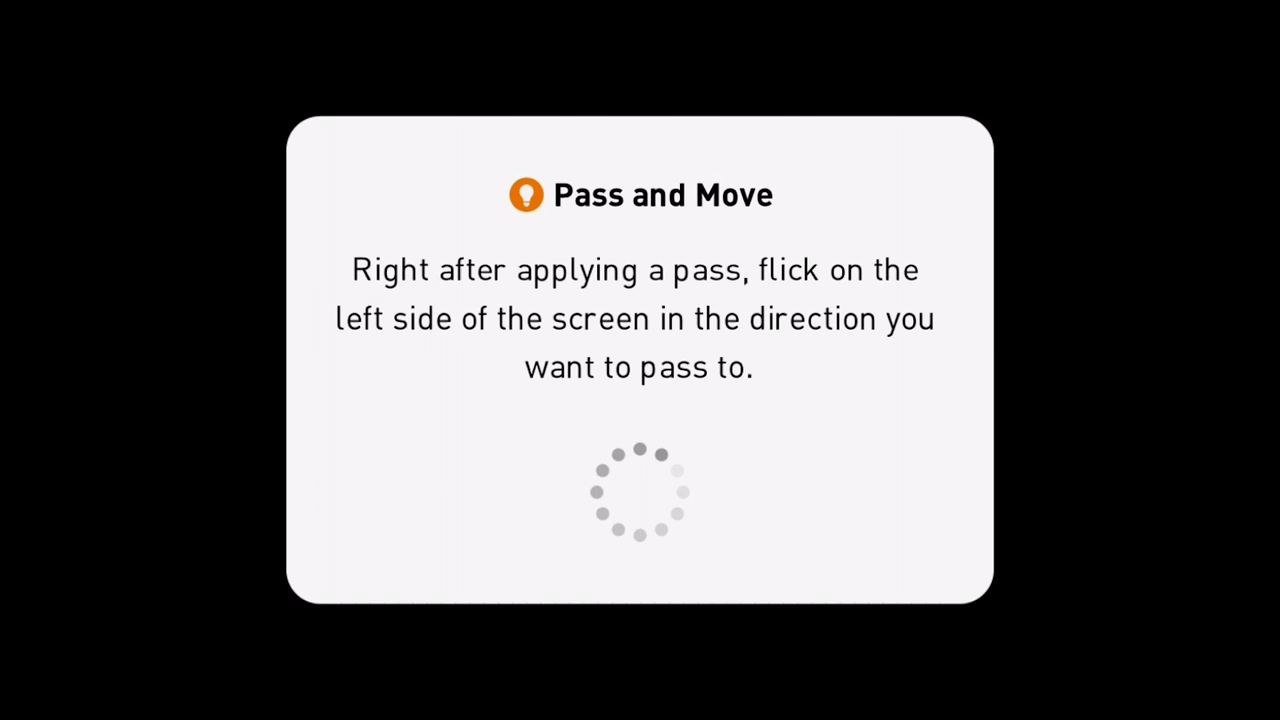 Pass and Move
Right after applying a pass, flick on the
left side of the screen in the direction you
want to pass to.